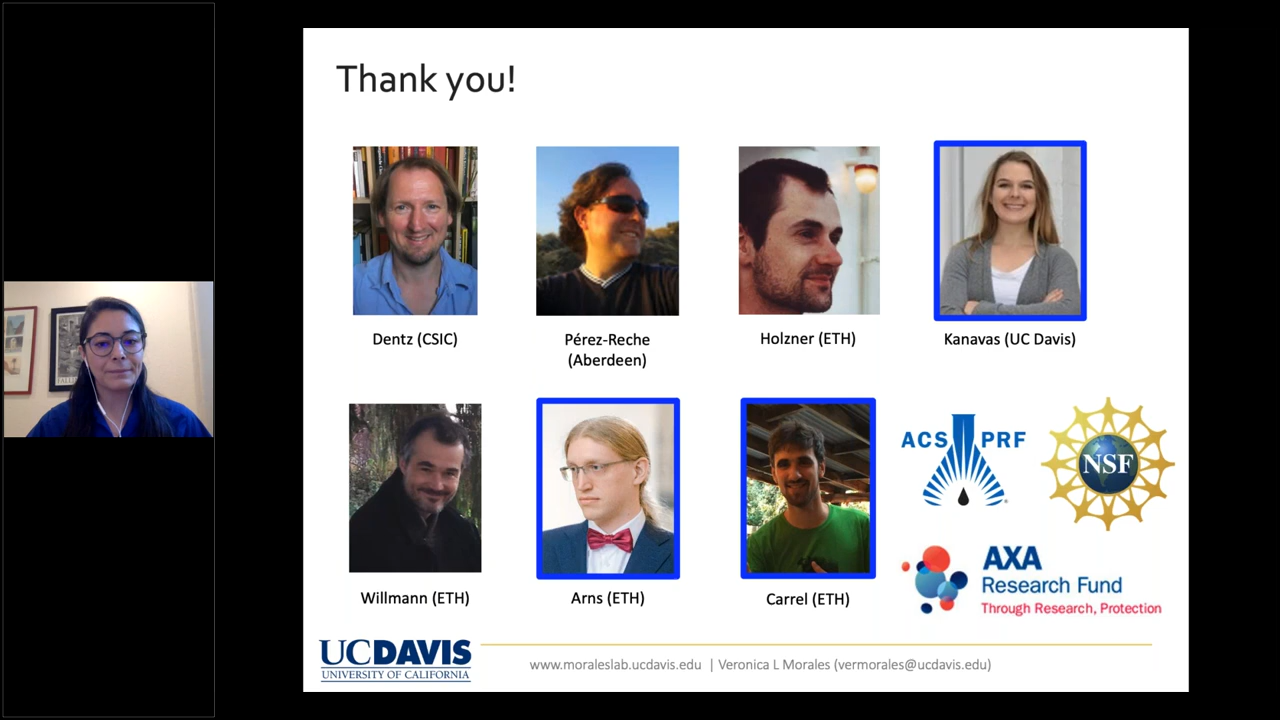 Thank you!
Dentz (CSIC)
Pérez-Reche
(Aberdeen)
Holzner (ETH)
Kanavas (UC Davis)
Willmann (ETH)
Arns (ETH)
Carrel (ETH)
ACS PRF
NSF
AXA
Research Fund
Through Research, Protection
UCDAVIS
UNIVERSITY OF CALIFORNIA
www.moraleslab.ucdavis.edu | Veronica L Morales (vermorales@ucdavis.edu)